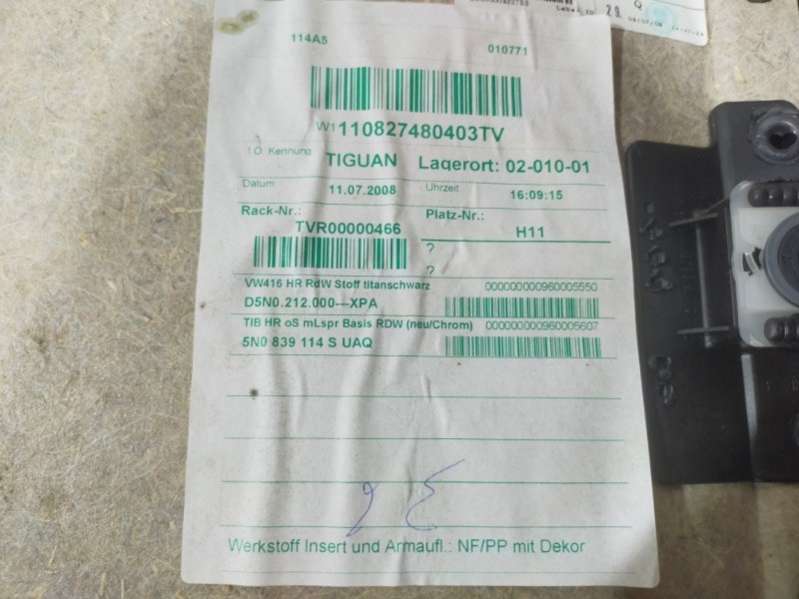 114A5 010771
W1110827480403TV
I.D. Kennung TIGUAN Lagerort: 02-010-01
Datum 11.07.2008 Uhrzeit 16:09:15
Rack-Nr.: TVR00000466 Platz-Nr.: H11
?
?
VW416 HR RdW Stoff titanschwarz 000000000960005550
D5N0.212.000---XPA
TIB HR oS mLspr Basis RDW (neu/Chrom) 000000000960005607
5N0 839 114 S UAQ
Werkstoff Insert und Armaufl.: NF/PP mit Dekor